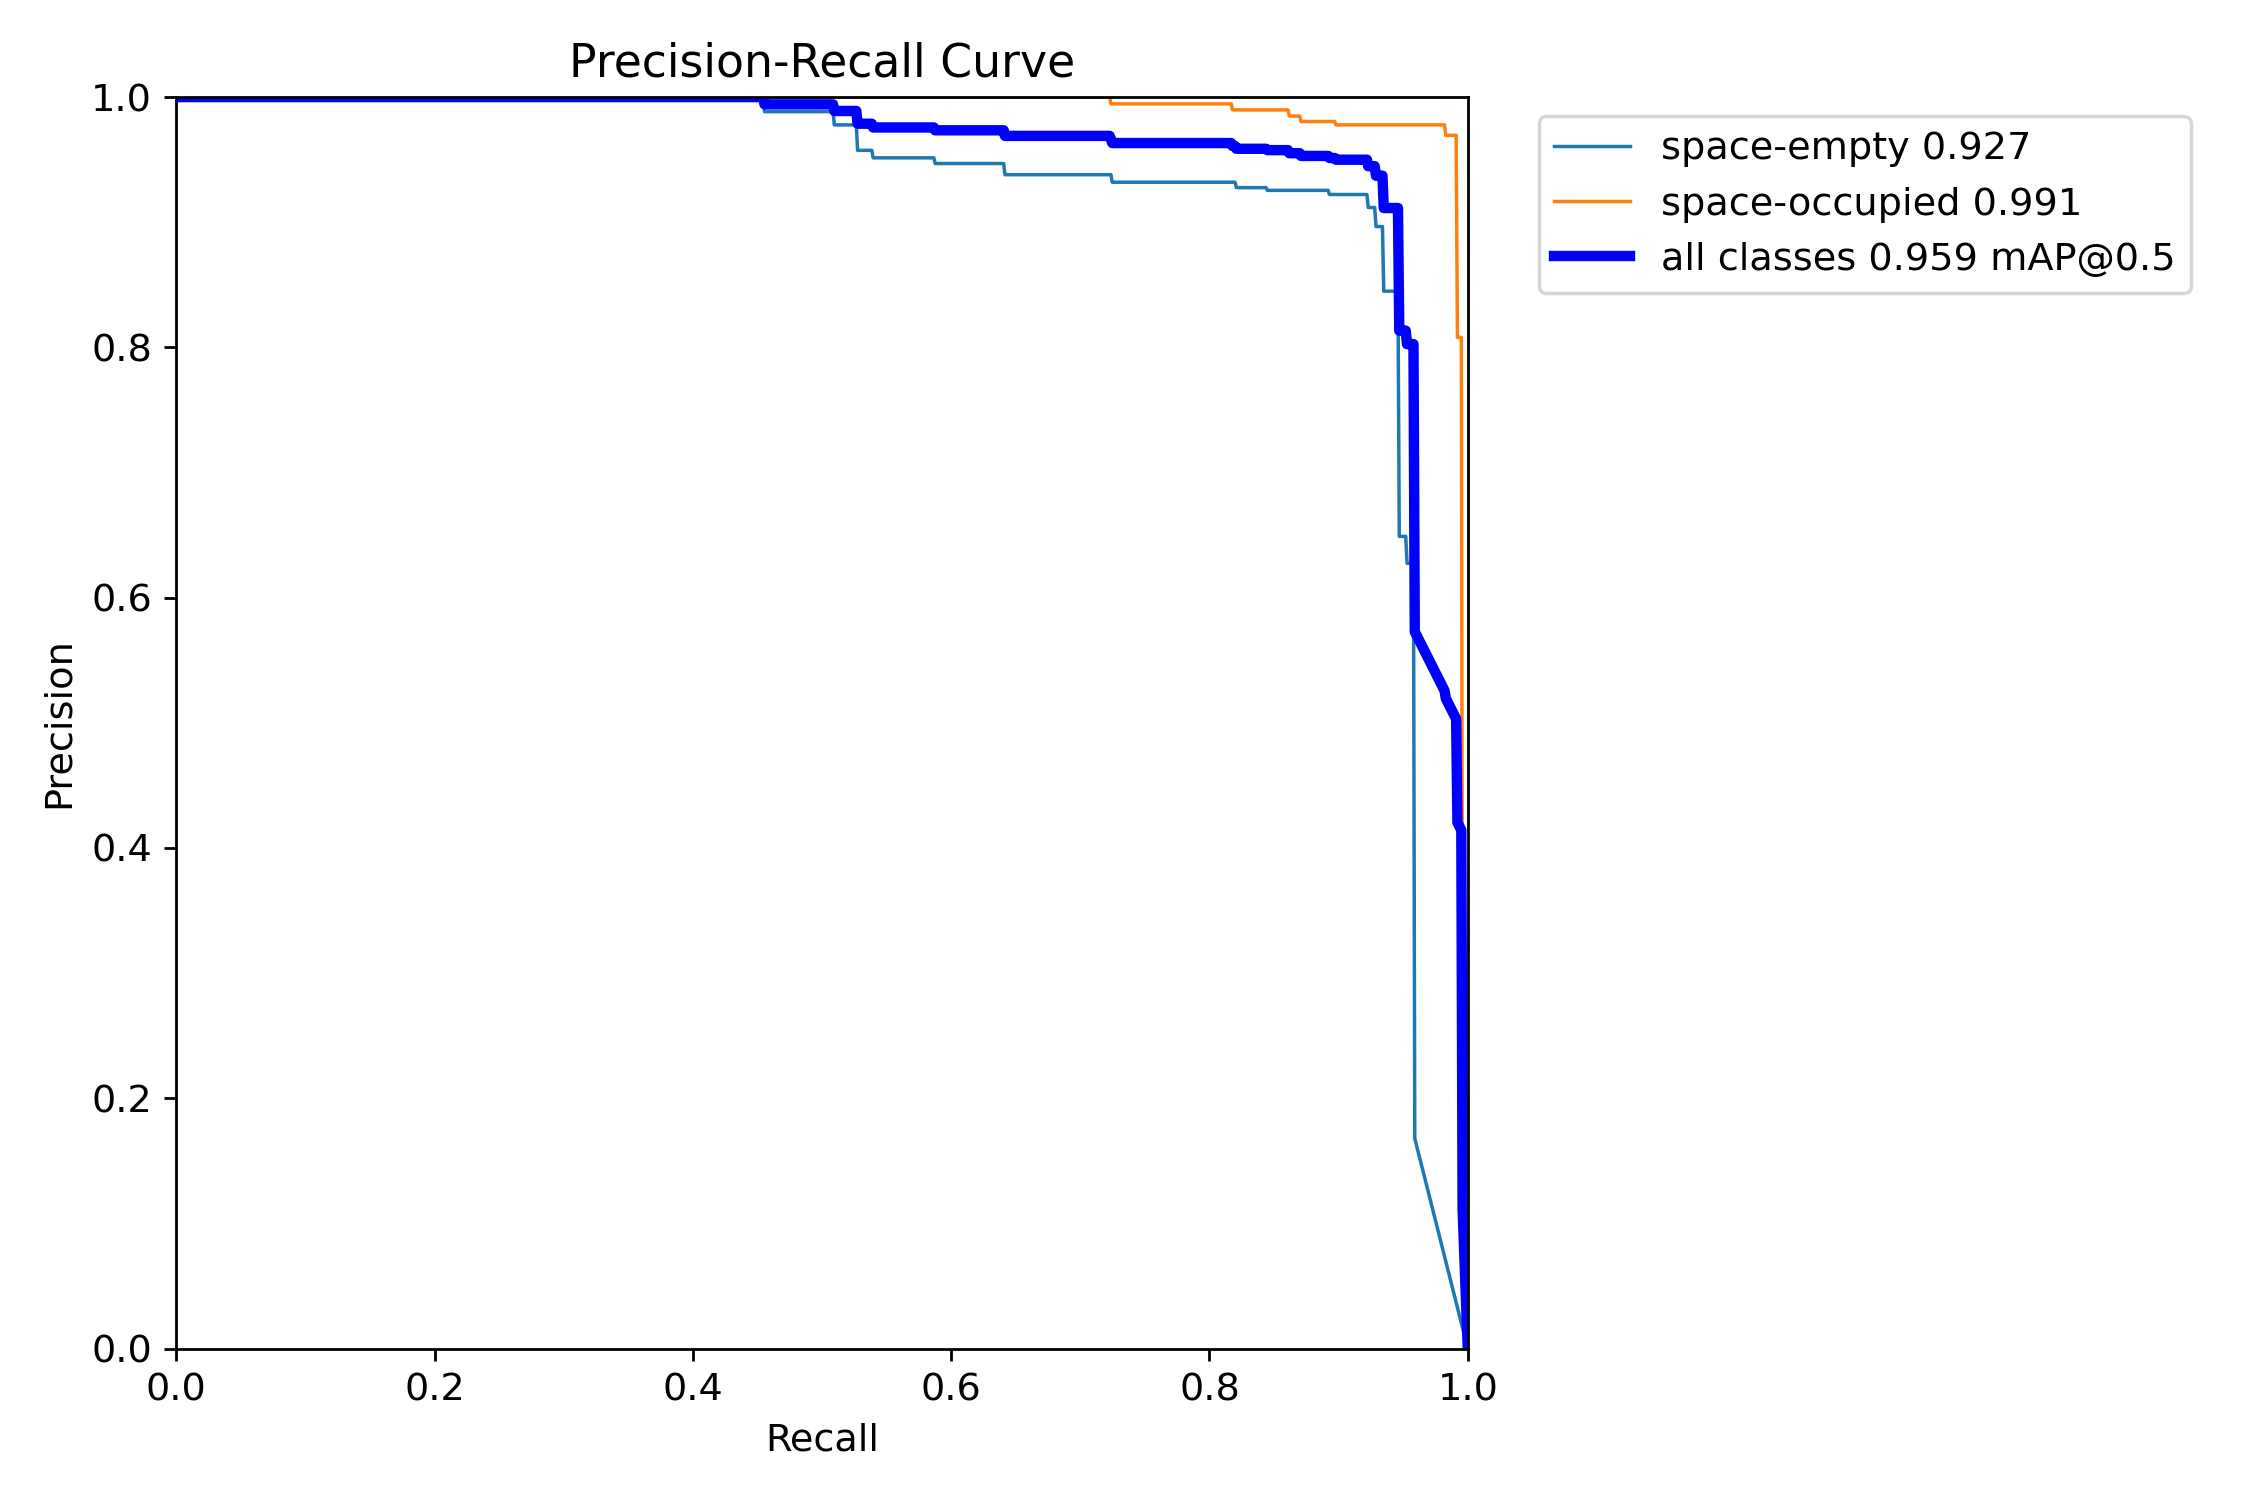 Precision-Recall Curve
1.0
0.8
0.6
0.4
0.2
0.0
Precision
0.0 0.2 0.4 0.6 0.8 1.0
Recall
space-empty 0.927
space-occupied 0.991
all classes 0.959 mAP@0.5